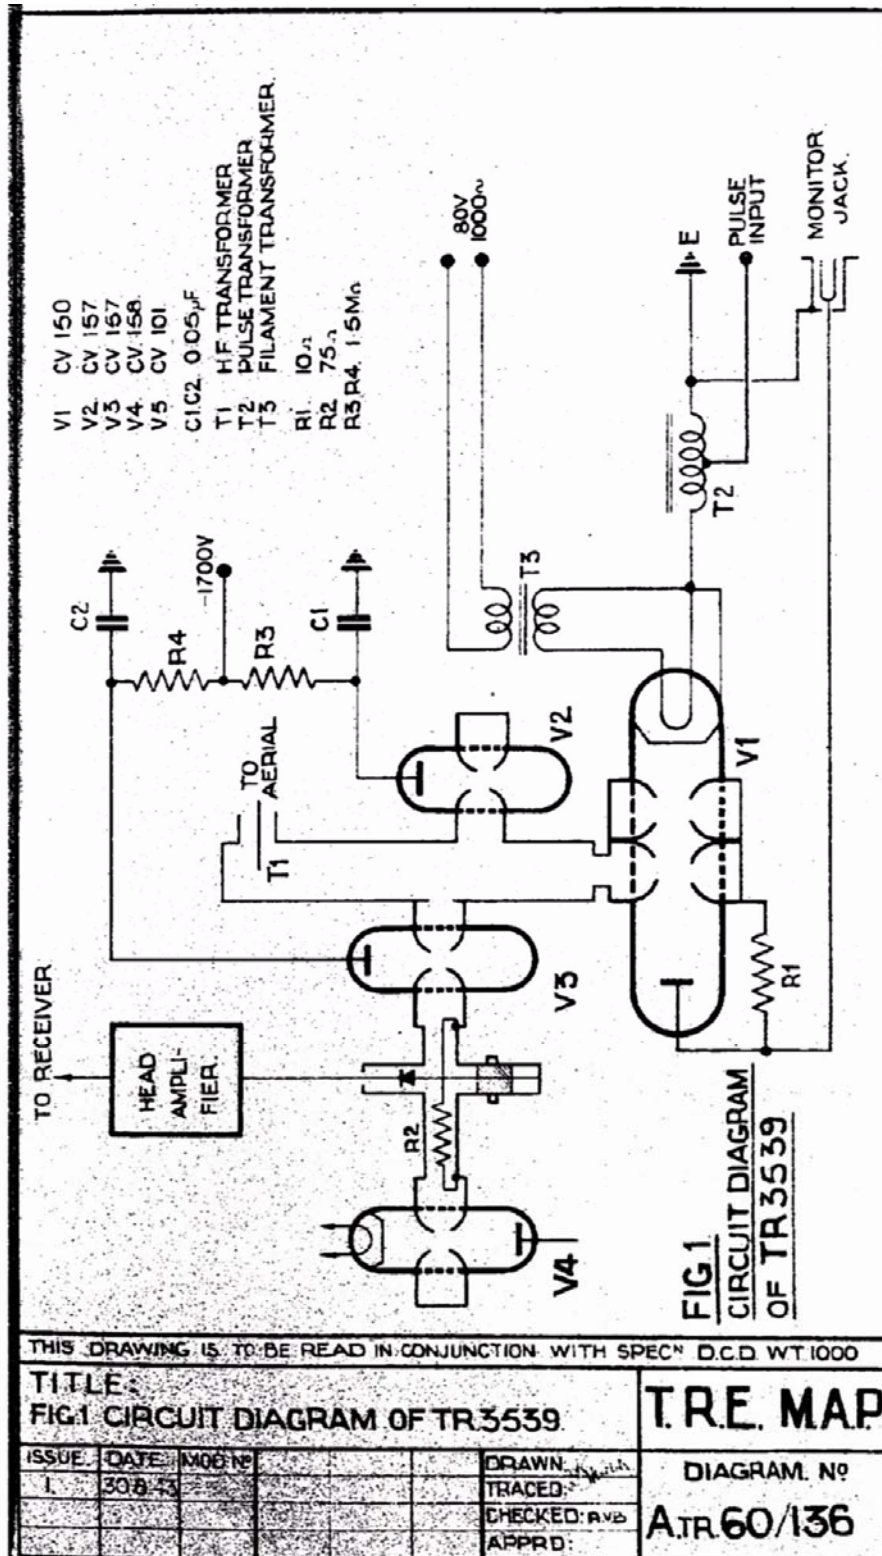 V1 CV 150
V2. CV 157
V3 CV 157
V4. CV 158.
V5 CV 101.
C1.C2. 0.05µF
T1 H.F TRANSFORMER
T2. PULSE TRANSFORMER
T3 FILAMENT TRANSFORMER.
R1. 10Ω
R2 75Ω
R3.R4. 1.5MΩ
C2
R4
-1700V
R3
C1
80V
1000~
T3
E
PULSE
INPUT
MONITOR
JACK.
T2
TO
AERIAL
T1
V2
V1
V3
R1
TO RECEIVER
HEAD
AMPLI-
FIER.
R2
V4
FIG.1
CIRCUIT DIAGRAM
OF TR3539
THIS DRAWING IS TO BE READ IN CONJUNCTION WITH SPECN D.C.D. WT.1000
TITLE:
FIG.1 CIRCUIT DIAGRAM OF TR.3539.
T.R.E. M.A.P.
ISSUE. DATE. MOD Nº
1. 30.8.43
DRAWN:
TRACED:
CHECKED: R.V.B
APPRD:
DIAGRAM. Nº
A.TR.60/136